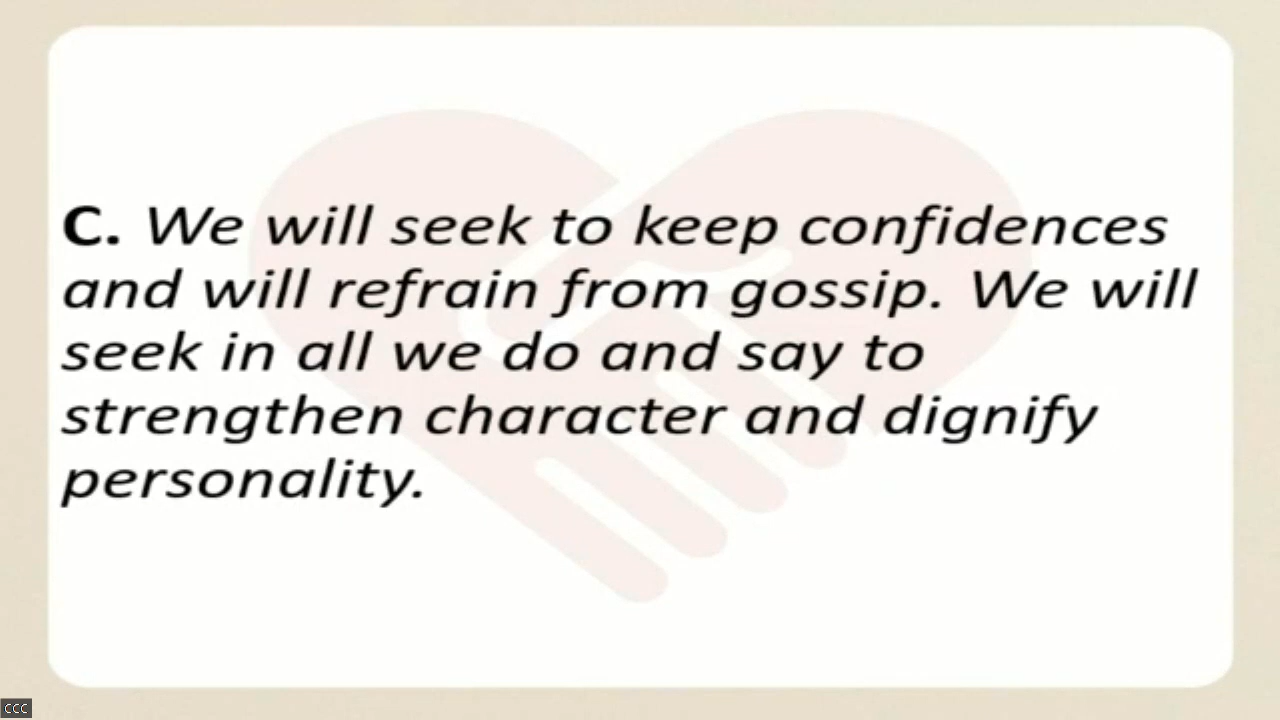 C. We will seek to keep confidences
and will refrain from gossip. We will
seek in all we do and say to
strengthen character and dignify
personality.
CCC